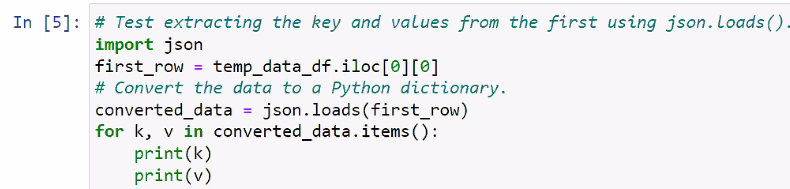 In [5]: # Test extracting the key and values from the first using json.loads().
import json
first_row = temp_data_df.iloc[0][0]
# Convert the data to a Python dictionary.
converted_data = json.loads(first_row)
for k, v in converted_data.items():
    print(k)
    print(v)